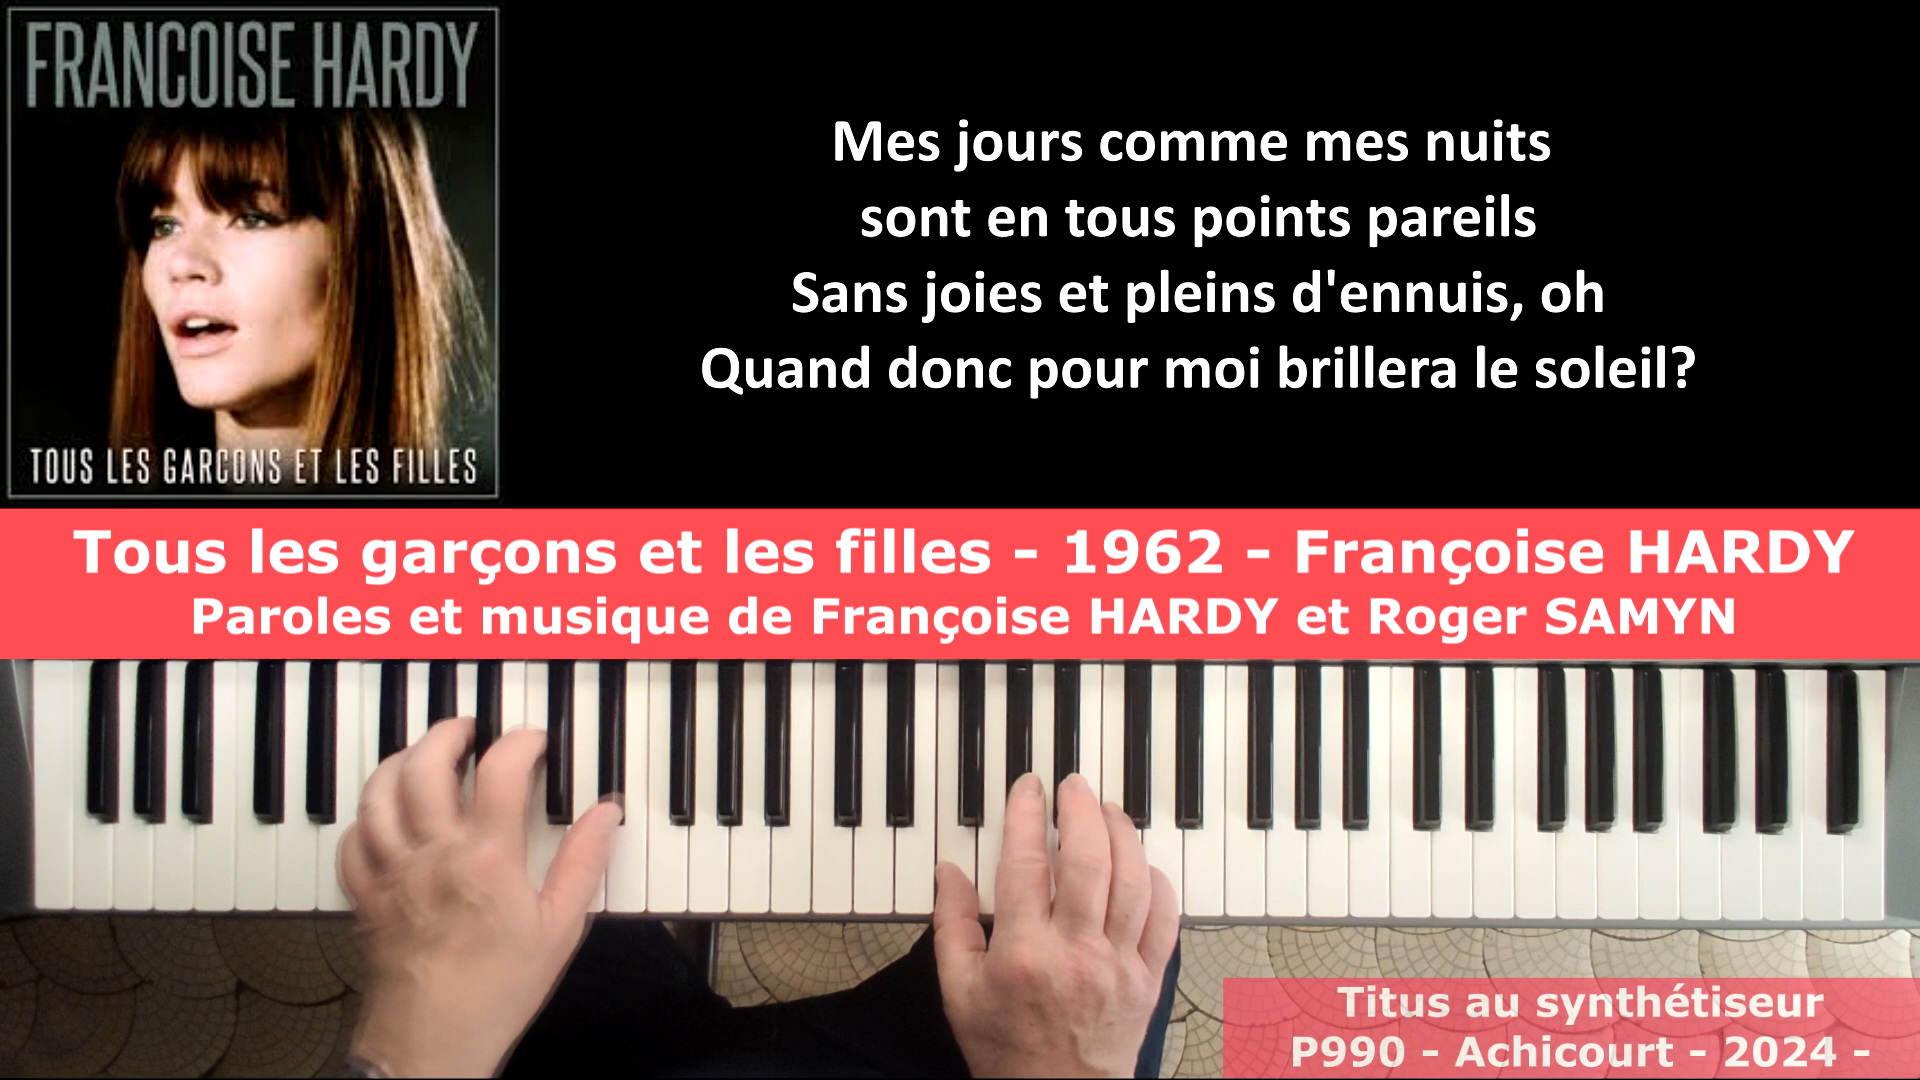 FRANCOISE HARDY
TOUS LES GARCONS ET LES FILLES
Mes jours comme mes nuits
sont en tous points pareils
Sans joies et pleins d'ennuis, oh
Quand donc pour moi brillera le soleil?
Tous les garçons et les filles - 1962 - Françoise HARDY
Paroles et musique de Françoise HARDY et Roger SAMYN
Titus au synthétiseur
P990 - Achicourt - 2024 -